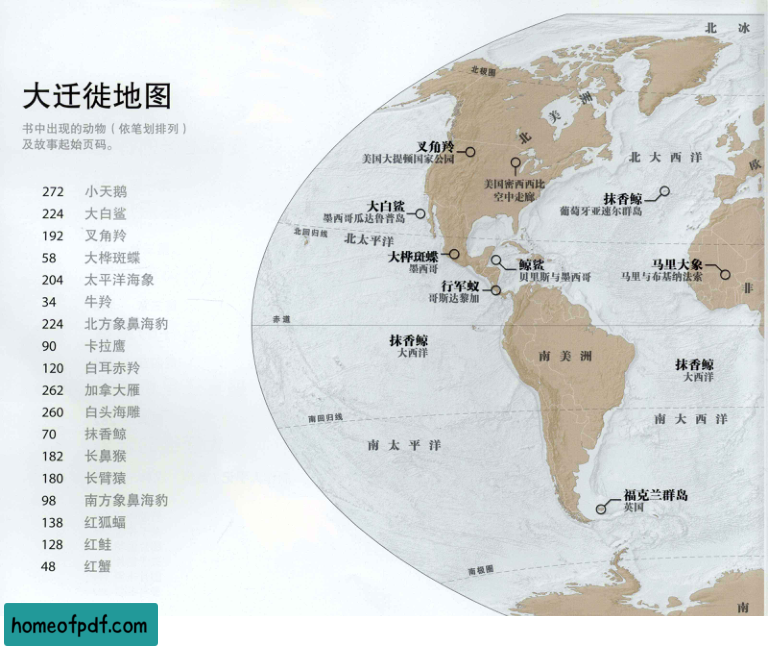 大迁徙地图
书中出现的动物（依笔划排列）
及故事起始页码。
272 小天鹅
224 大白鲨
192 叉角羚
58 大桦斑蝶
204 太平洋海象
34 牛羚
224 北方象鼻海豹
90 卡拉鹰
120 白耳赤羚
262 加拿大雁
260 白头海雕
70 抹香鲸
182 长鼻猴
180 长臂猿
98 南方象鼻海豹
138 红狐蝠
128 红鲑
48 红蟹
北 冰
北极圈
北 美 洲
叉角羚
美国大提顿国家公园
美国密西西比
空中走廊
北 大 西 洋
欧
抹香鲸
葡萄牙亚速尔群岛
大白鲨
墨西哥瓜达鲁普岛
北回归线
北太平洋
大桦斑蝶
墨西哥
鲸鲨
贝里斯与墨西哥
马里大象
马里与布基纳法索
非
行军蚁
哥斯达黎加
赤道
抹香鲸
大西洋
南 美 洲
抹香鲸
大西洋
南回归线
南 大 西 洋
南 太 平 洋
福克兰群岛
英国
南极圈
南
homeofpdf.com